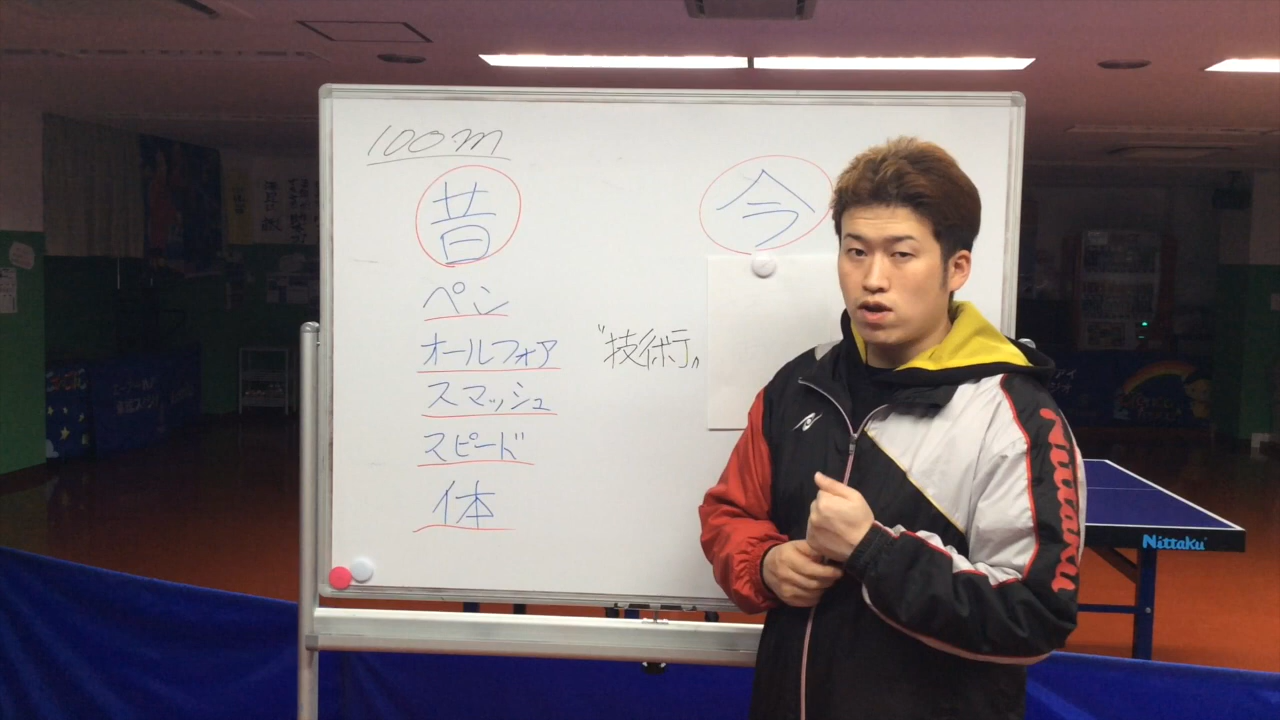 100m
昔
今
ペン
オールフォア
〝技術〟
スマッシュ
スピード
体
Nittaku
Nittaku